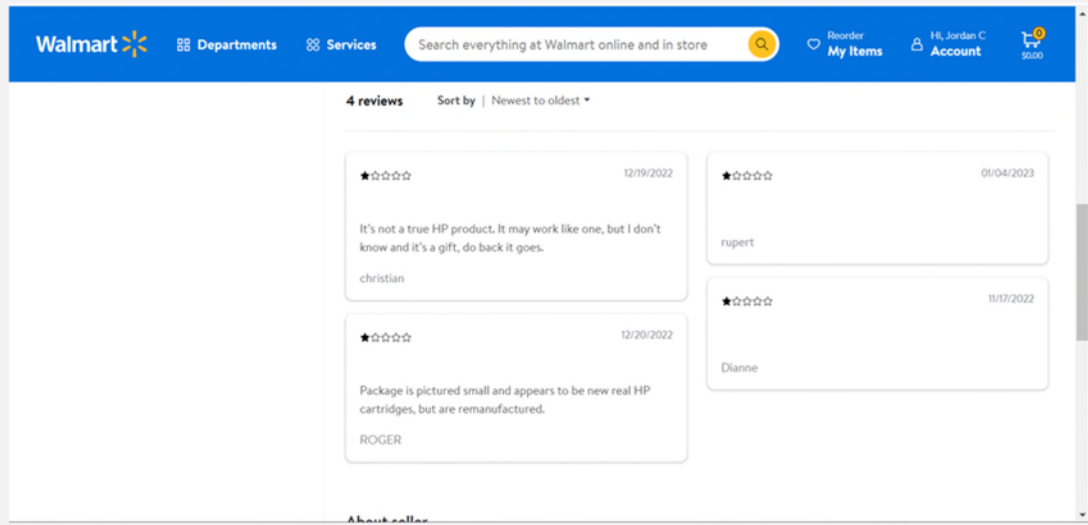 Walmart Departments Services Search everything at Walmart online and in store Reorder My Items Hi, Jordan C Account 0 $0.00
4 reviews Sort by | Newest to oldest
12/19/2022
It's not a true HP product. It may work like one, but I don't
know and it's a gift, do back it goes.
christian
12/20/2022
Package is pictured small and appears to be new real HP
cartridges, but are remanufactured.
ROGER
01/04/2023
rupert
11/17/2022
Dianne
About seller